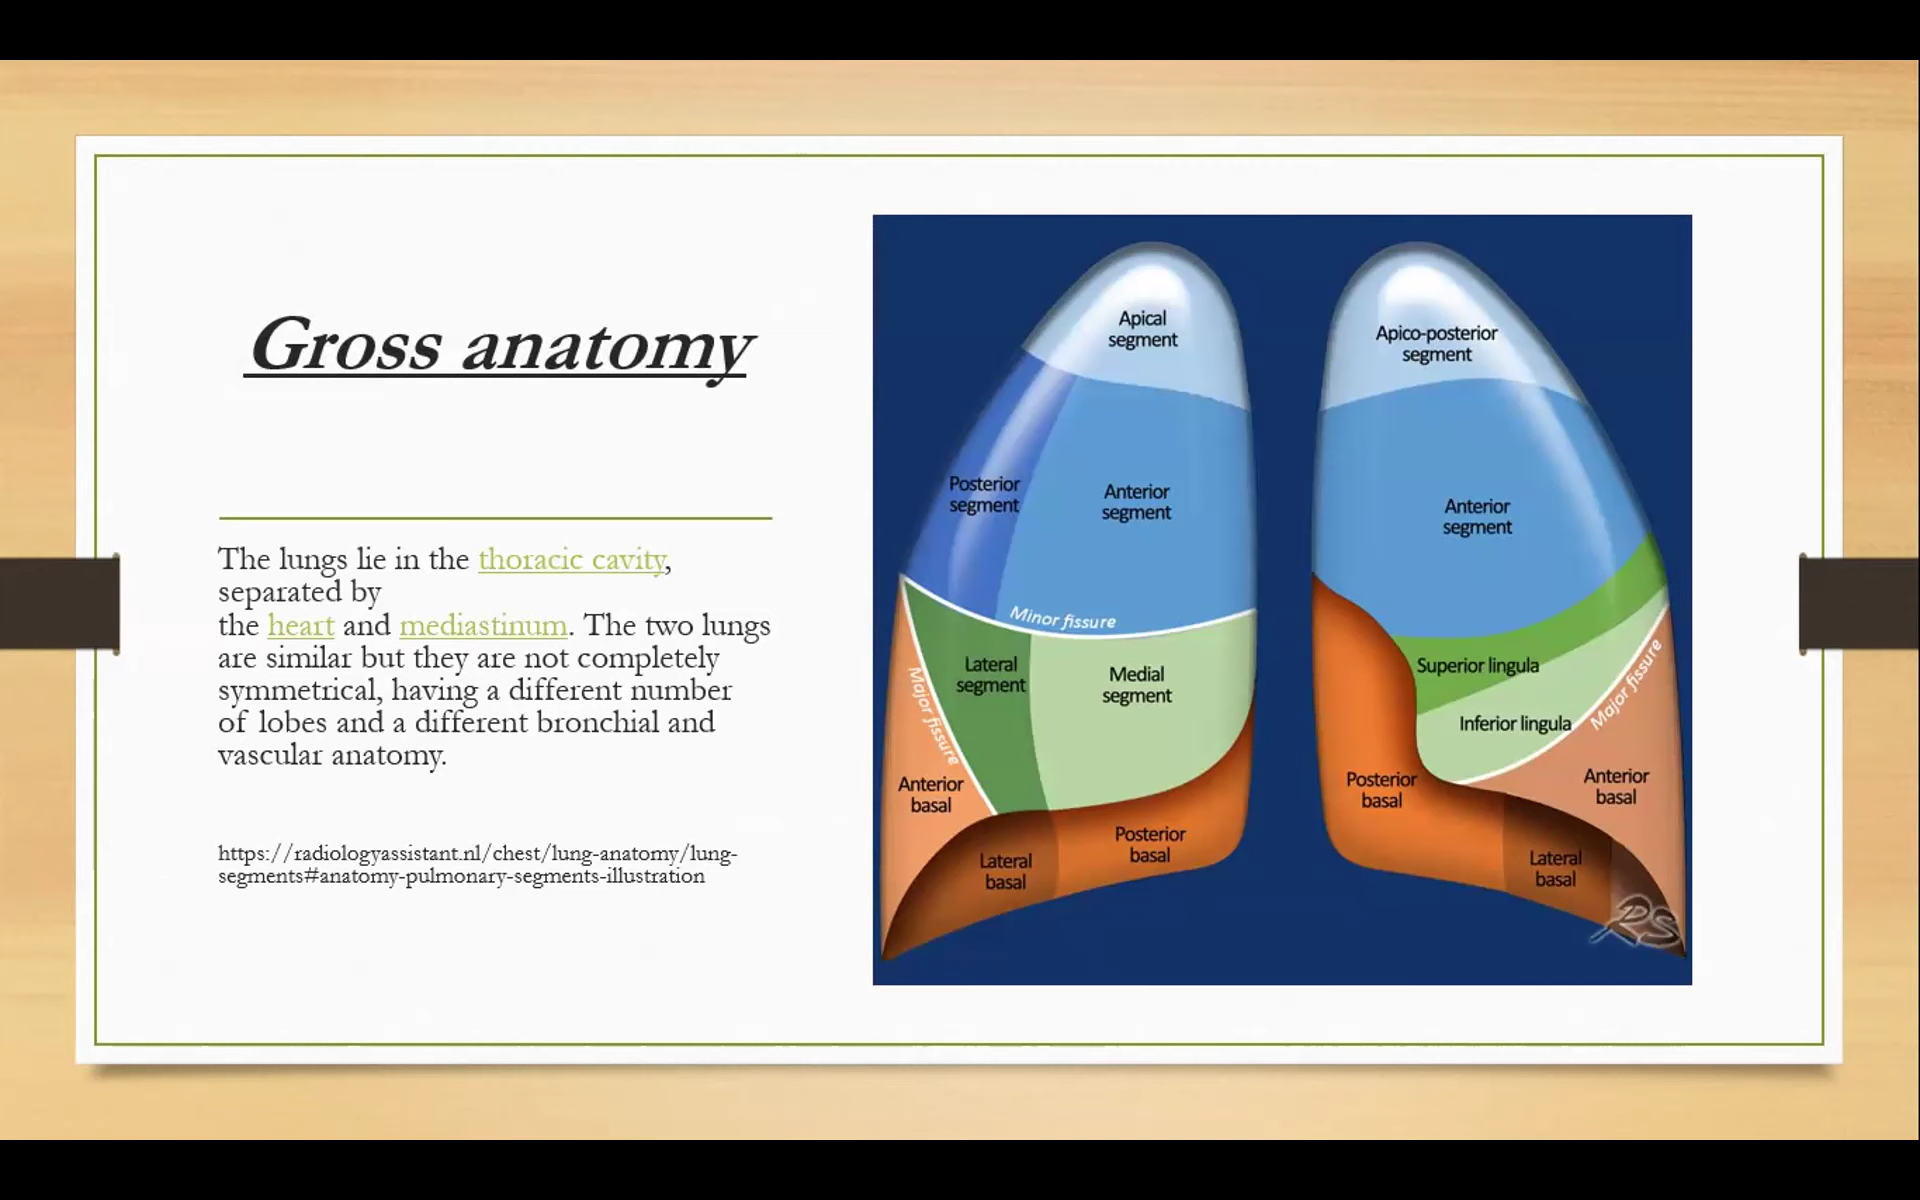 Gross anatomy
The lungs lie in the thoracic cavity,
separated by
the heart and mediastinum. The two lungs
are similar but they are not completely
symmetrical, having a different number
of lobes and a different bronchial and
vascular anatomy.
https://radiologyassistant.nl/chest/lung-
segments#anatomy-pulmonary-segments-illustration
Apical
segment
Posterior
segment
Anterior
segment
Minor fissure
Lateral
segment
Medial
segment
Major fissure
Anterior
basal
Lateral
basal
Posterior
basal
Apico-posterior
segment
Anterior
segment
Superior lingula
Inferior lingula
Major fissure
Posterior
basal
Anterior
basal
Lateral
basal
RS